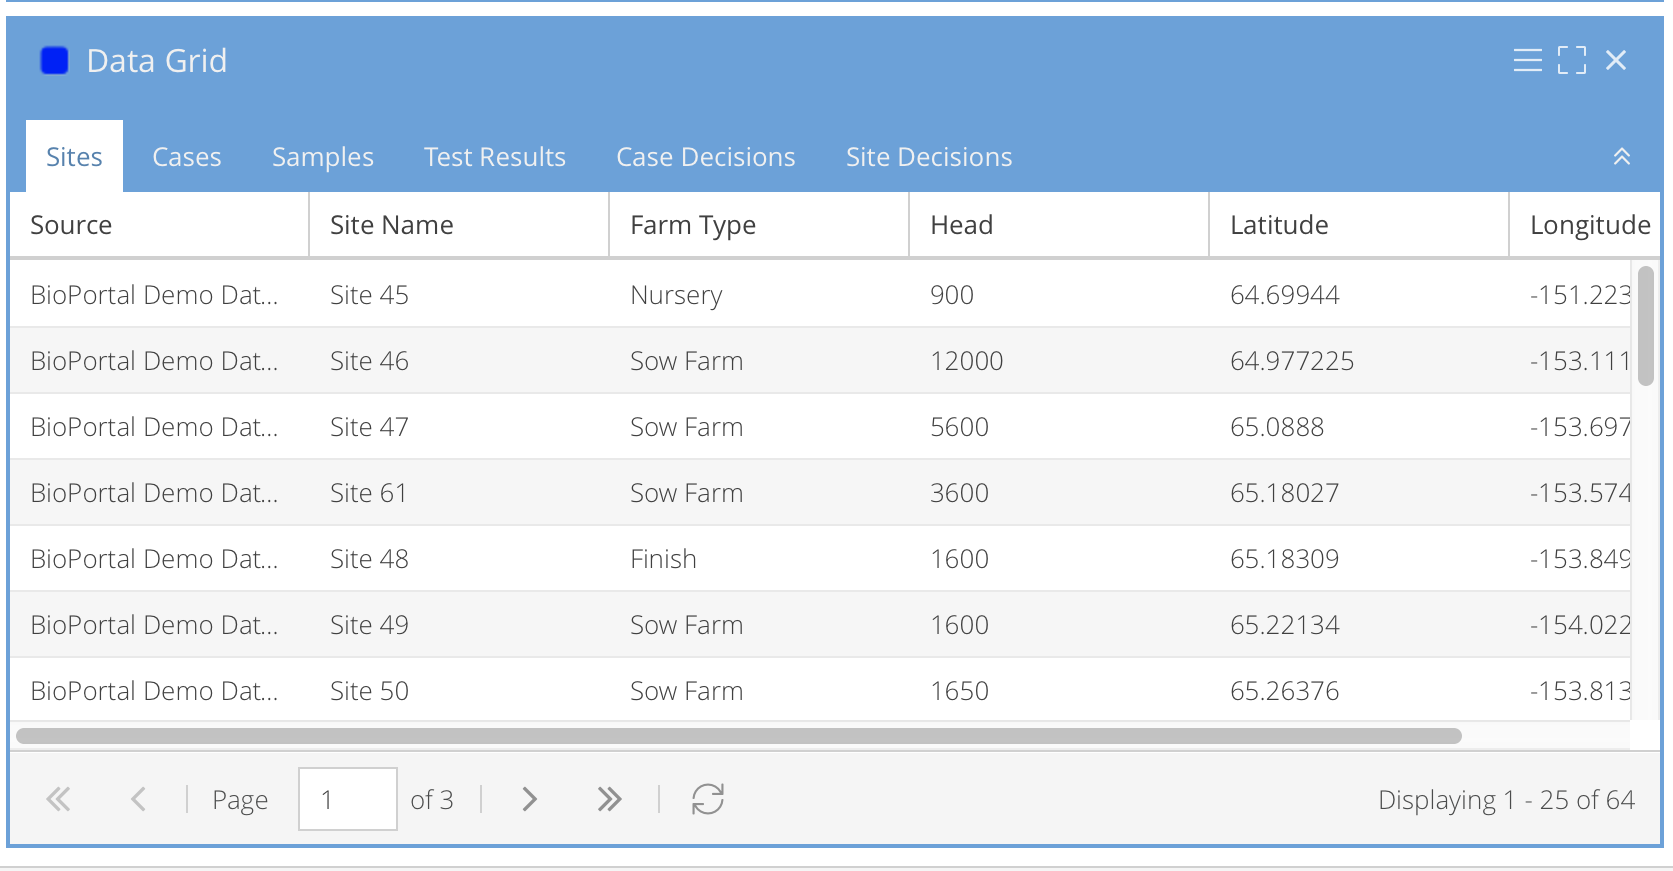 Data Grid
Sites Cases Samples Test Results Case Decisions Site Decisions
Source Site Name Farm Type Head Latitude Longitude
BioPortal Demo Dat... Site 45 Nursery 900 64.69944 -151.223
BioPortal Demo Dat... Site 46 Sow Farm 12000 64.977225 -153.111
BioPortal Demo Dat... Site 47 Sow Farm 5600 65.0888 -153.697
BioPortal Demo Dat... Site 61 Sow Farm 3600 65.18027 -153.574
BioPortal Demo Dat... Site 48 Finish 1600 65.18309 -153.849
BioPortal Demo Dat... Site 49 Sow Farm 1600 65.22134 -154.022
BioPortal Demo Dat... Site 50 Sow Farm 1650 65.26376 -153.813
Page 1 of 3 Displaying 1 - 25 of 64